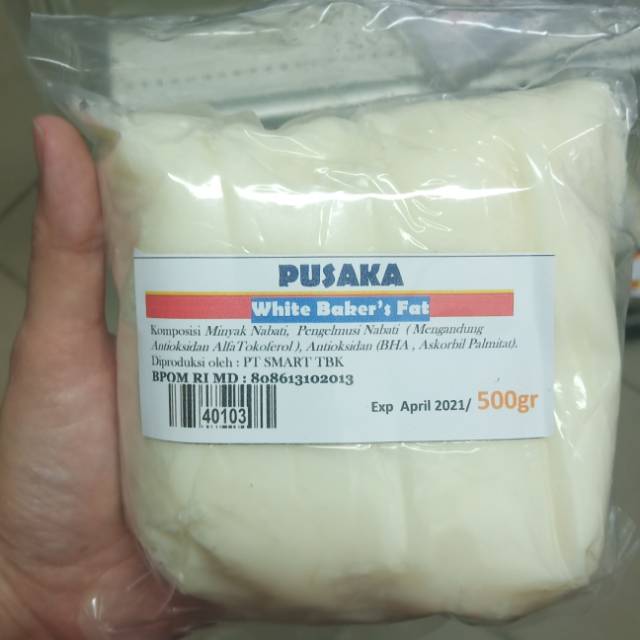 PUSAKA
White Baker's Fat
Komposisi Minyak Nabati, Pengelmusi Nabati ( Mengandung
Antioksidan AlfaTokoferol ), Antioksidan (BHA , Askorbil Palmitat).
Diproduksi oleh : PT SMART TBK
BPOM RI MD : 808613102013
40103
Exp April 2021/ 500gr